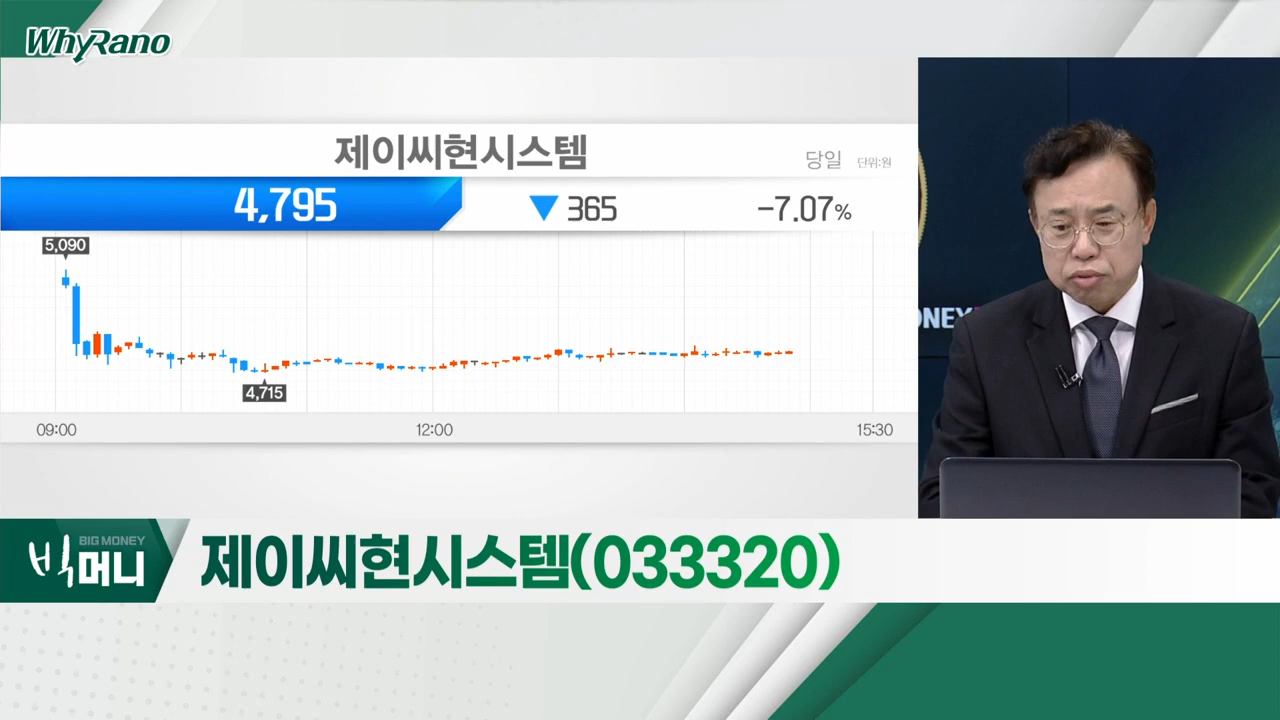 WhyRano
제이씨현시스템
당일 단위:원
4,795 ▼ 365 -7.07%
5,090
4,715
09:00 12:00 15:30
ONEY
BIG MONEY
빅머니
제이씨현시스템(033320)